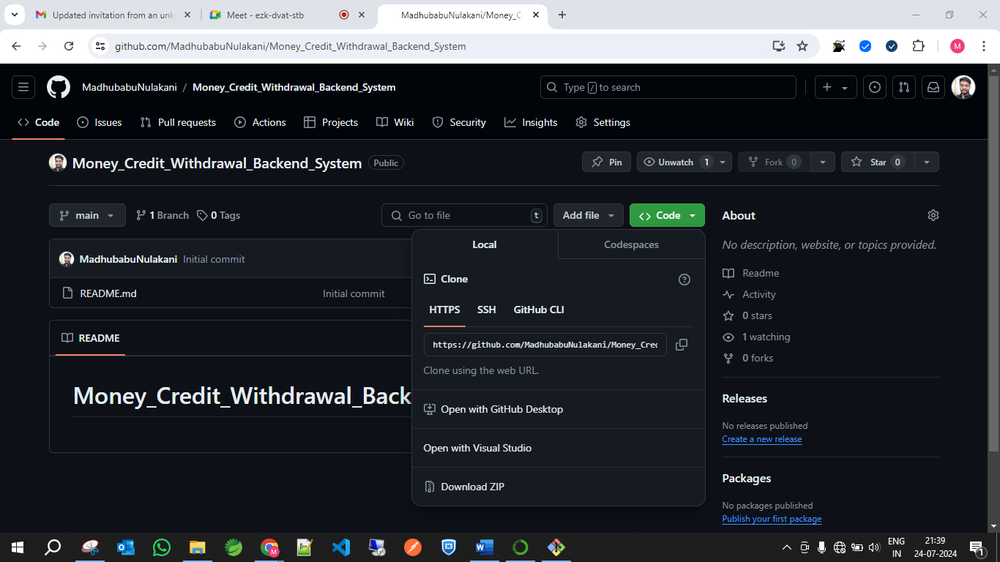 Updated invitation from an unk
Meet - ezk-dvat-stb
MadhubabuNulakani/Money_C
github.com/MadhubabuNulakani/Money_Credit_Withdrawal_Backend_System
M
MadhubabuNulakani / Money_Credit_Withdrawal_Backend_System
Type / to search
Code
Issues
Pull requests
Actions
Projects
Wiki
Security
Insights
Settings
Money_Credit_Withdrawal_Backend_System Public
Pin
Unwatch 1
Fork 0
Star 0
main
1 Branch
0 Tags
Go to file t
Add file
Code
MadhubabuNulakani Initial commit
README.md Initial commit
README
Money_Credit_Withdrawal_Back
Local
Codespaces
Clone
HTTPS
SSH
GitHub CLI
https://github.com/MadhubabuNulakani/Money_Cred
Clone using the web URL.
Open with GitHub Desktop
Open with Visual Studio
Download ZIP
About
No description, website, or topics provided.
Readme
Activity
0 stars
1 watching
0 forks
Releases
No releases published
Create a new release
Packages
No packages published
Publish your first package
ENG
IN
21:39
24-07-2024
1